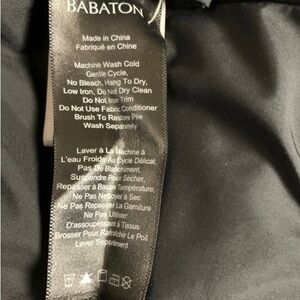 BABATON
Made in China
Fabriqué en Chine
Machine Wash Cold
Gentle Cycle,
No Bleach, Hang To Dry,
Low Iron, Do Not Dry Clean
Do Not Iron Trim
Do Not Use Fabric Conditioner
Brush To Restore Pile
Wash Separately
Laver à La Machine à
L'eau Froide Au Cycle Délicat,
Pas De Blanchiment,
Suspendre Pour Sécher,
Repasser à Basse Température,
Ne Pas Nettoyer à Sec
Ne Pas Repasser La Garniture
Ne Pas Utiliser
D'assouplissant à Tissus
Brosser Pour Rafraîchir Le Poil
Laver Séparément